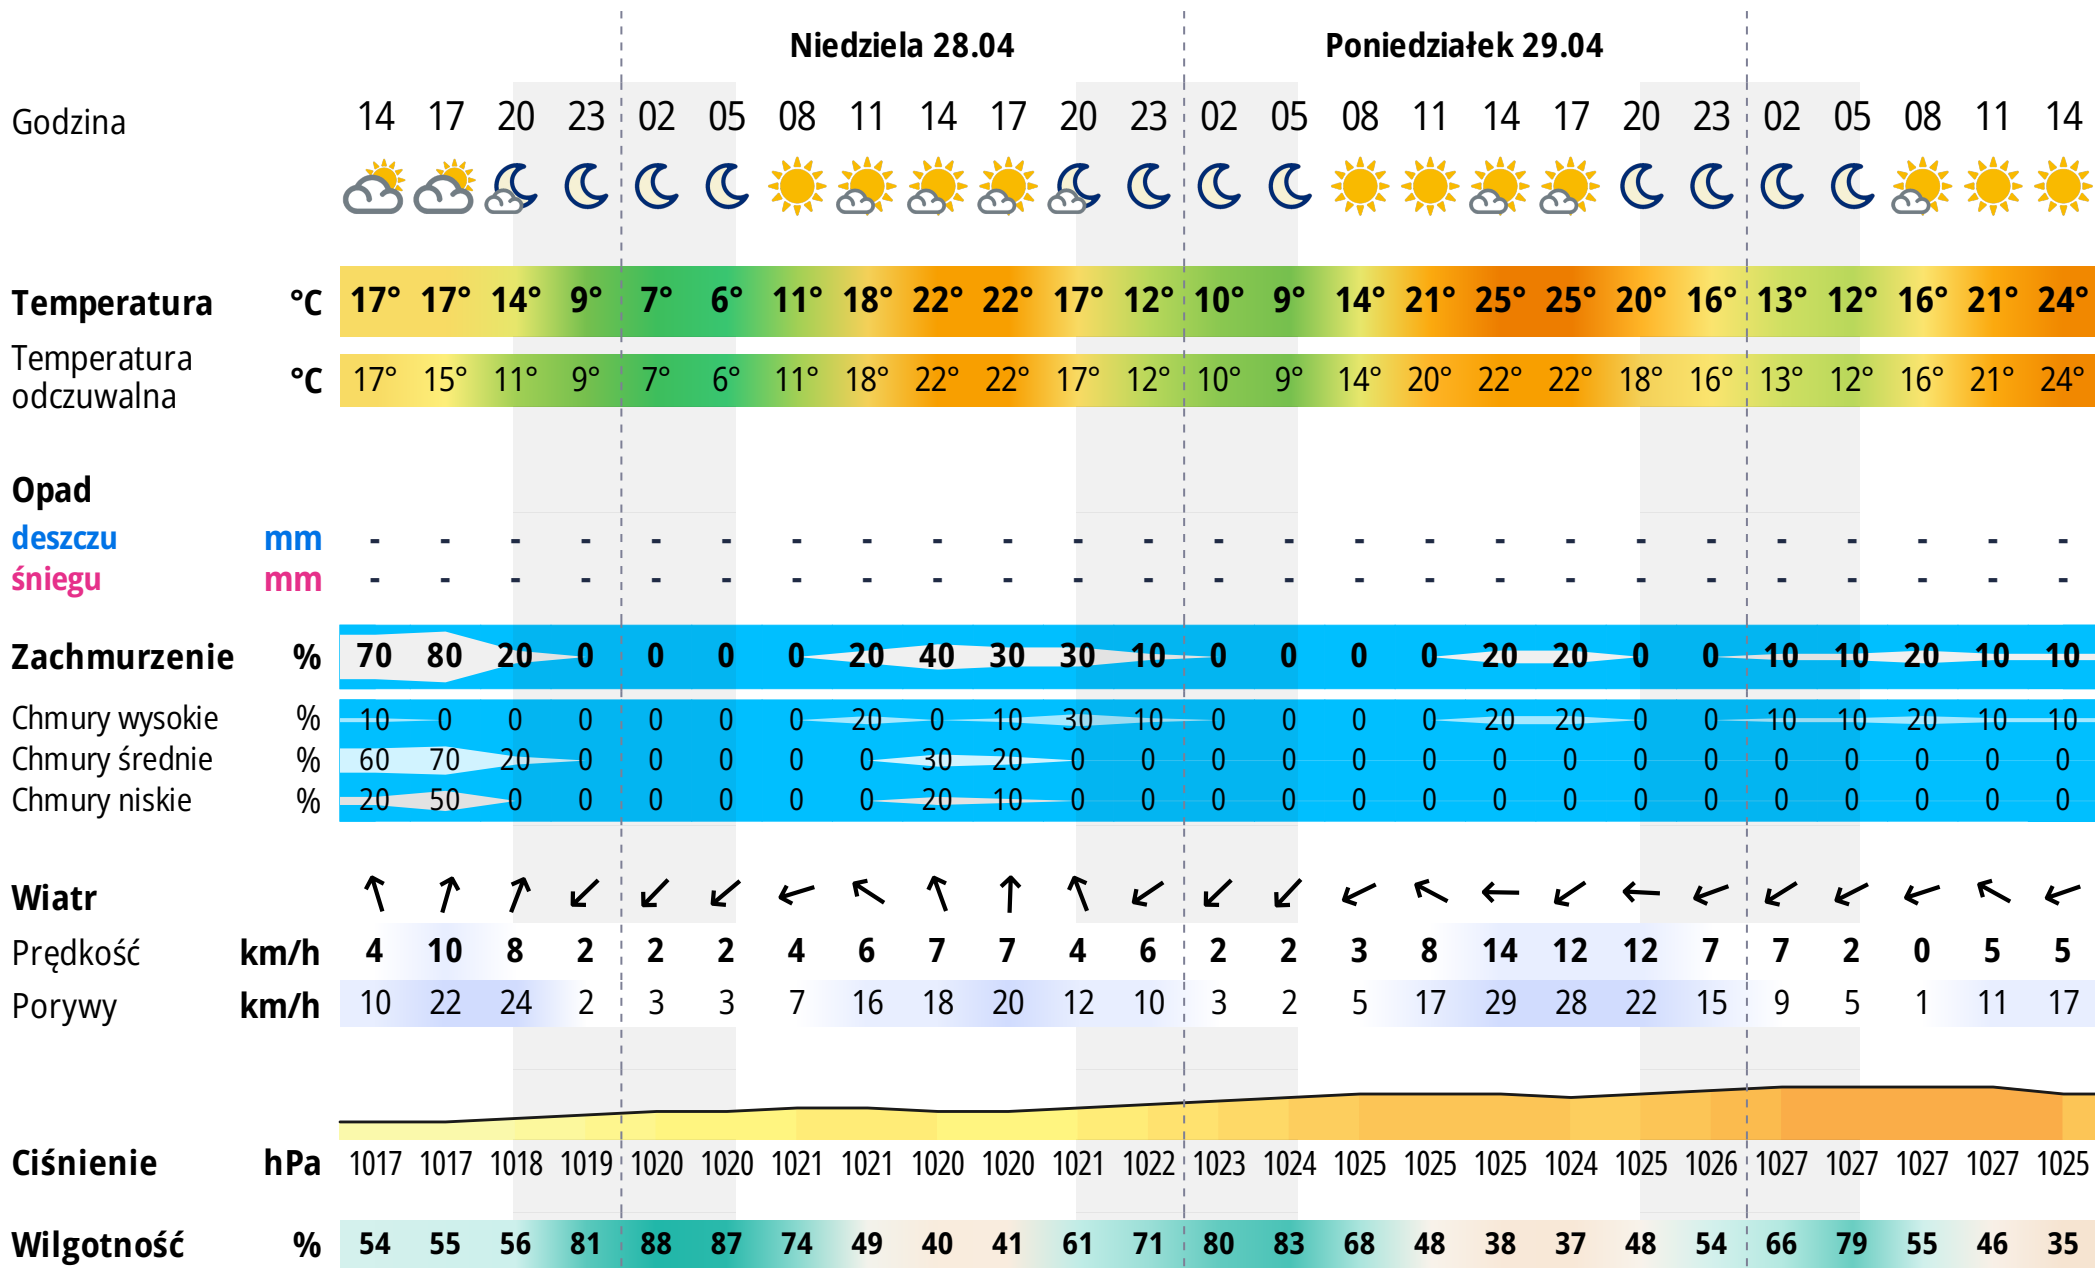 Niedziela 28.04 Poniedziałek 29.04
Godzina 14 17 20 23 02 05 08 11 14 17 20 23 02 05 08 11 14 17 20 23 02 05 08 11 14
Temperatura °C 17° 17° 14° 9° 7° 6° 11° 18° 22° 22° 17° 12° 10° 9° 14° 21° 25° 25° 20° 16° 13° 12° 16° 21° 24°
Temperatura
odczuwalna °C 17° 15° 11° 9° 7° 6° 11° 18° 22° 22° 17° 12° 10° 9° 14° 20° 22° 22° 18° 16° 13° 12° 16° 21° 24°
Opad
deszczu mm - - - - - - - - - - - - - - - - - - - - - - - - -
śniegu mm - - - - - - - - - - - - - - - - - - - - - - - - -
Zachmurzenie % 70 80 20 0 0 0 0 20 40 30 30 10 0 0 0 0 20 20 0 0 10 10 20 10 10
Chmury wysokie % 10 0 0 0 0 0 0 20 0 10 30 10 0 0 0 0 20 20 0 0 10 10 20 10 10
Chmury średnie % 60 70 20 0 0 0 0 0 30 20 0 0 0 0 0 0 0 0 0 0 0 0 0 0 0
Chmury niskie % 20 50 0 0 0 0 0 0 20 10 0 0 0 0 0 0 0 0 0 0 0 0 0 0 0
Wiatr
Prędkość km/h 4 10 8 2 2 2 4 6 7 7 4 6 2 2 3 8 14 12 12 7 7 2 0 5 5
Porywy km/h 10 22 24 2 3 3 7 16 18 20 12 10 3 2 5 17 29 28 22 15 9 5 1 11 17
Ciśnienie hPa 1017 1017 1018 1019 1020 1020 1021 1021 1020 1020 1021 1022 1023 1024 1025 1025 1025 1024 1025 1026 1027 1027 1027 1027 1025
Wilgotność % 54 55 56 81 88 87 74 49 40 41 61 71 80 83 68 48 38 37 48 54 66 79 55 46 35